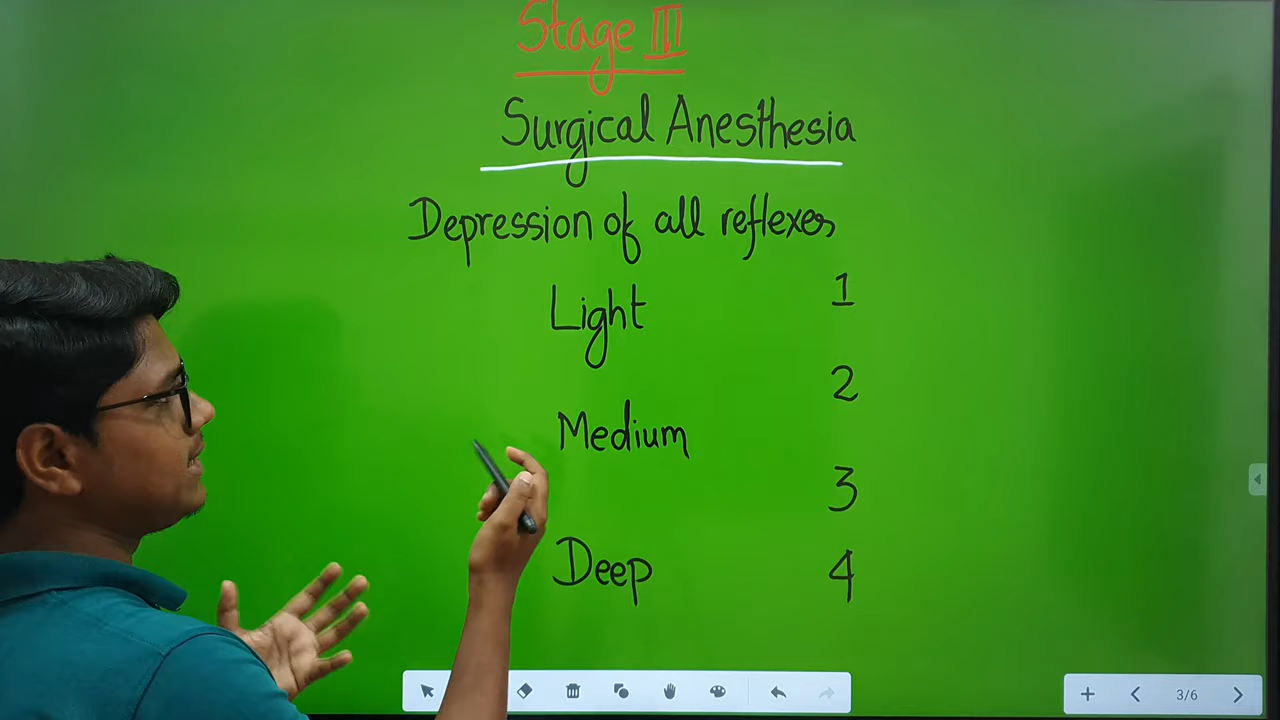 Stage III
Surgical Anesthesia
Depression of all reflexes
Light 1
2
Medium
3
Deep 4
3/6